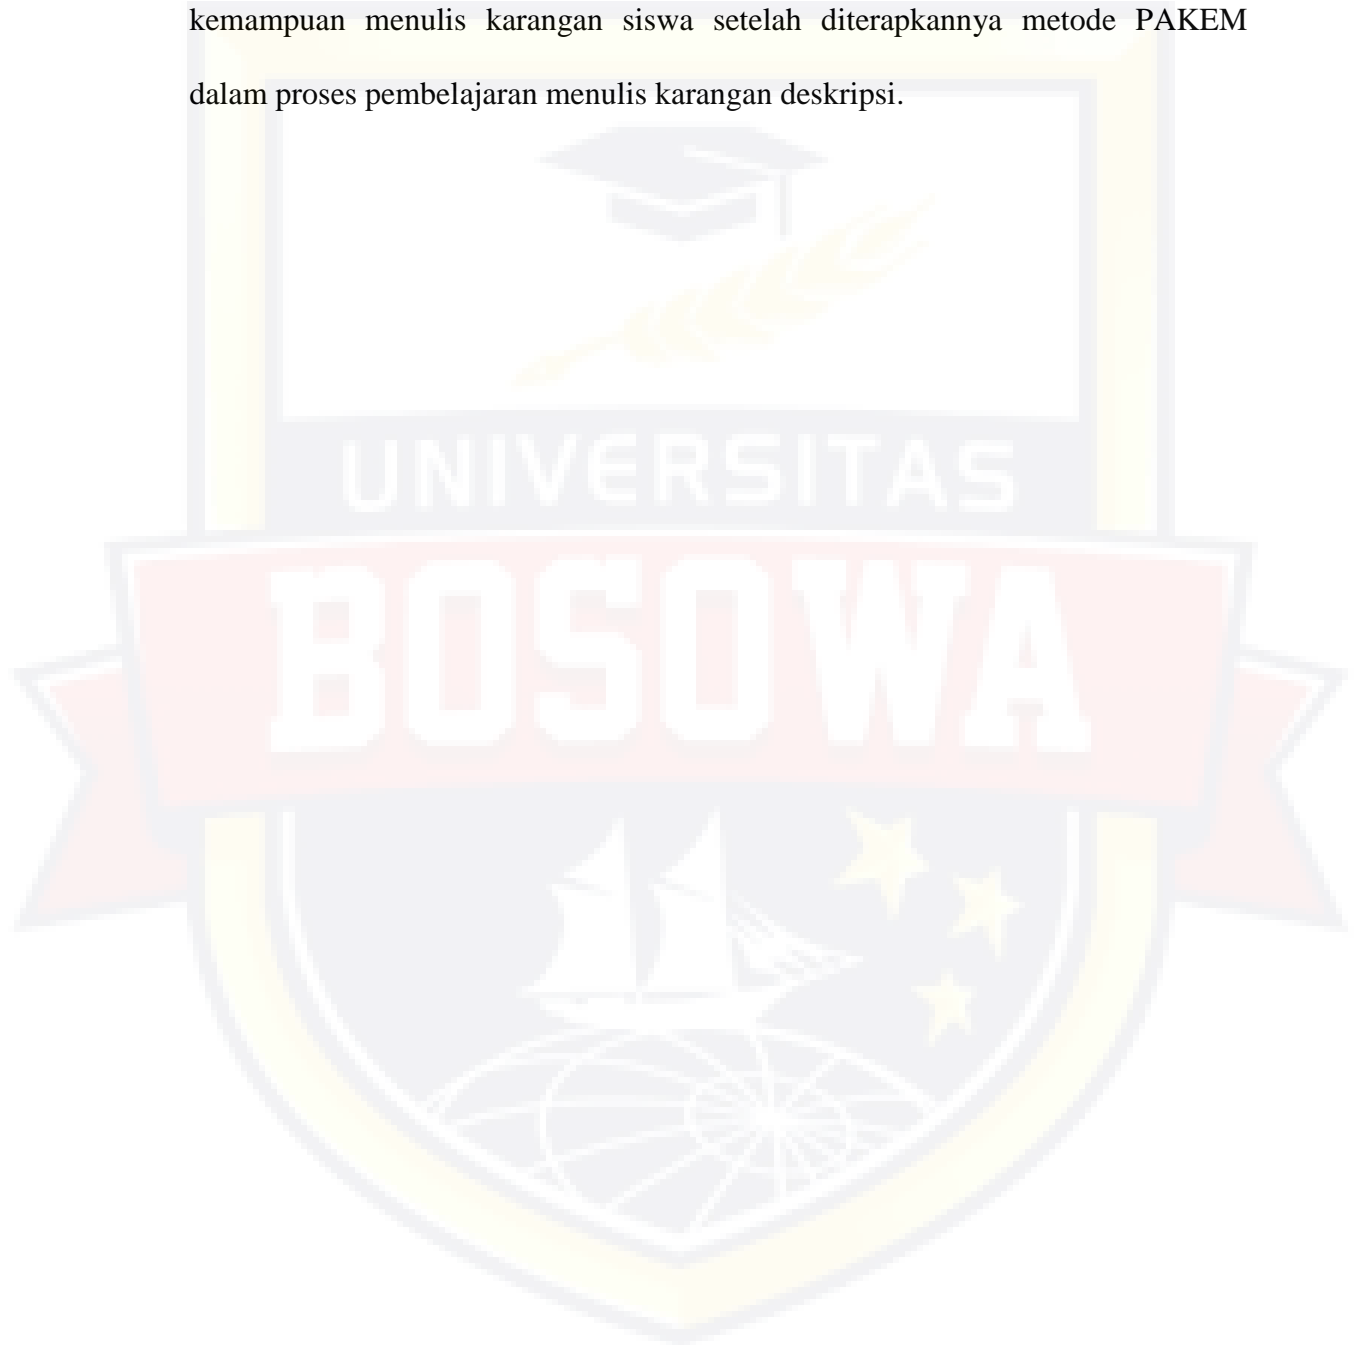 kemampuan menulis karangan siswa setelah diterapkannya metode PAKEM
dalam proses pembelajaran menulis karangan deskripsi.
UNIVERSITAS
BOSOWA